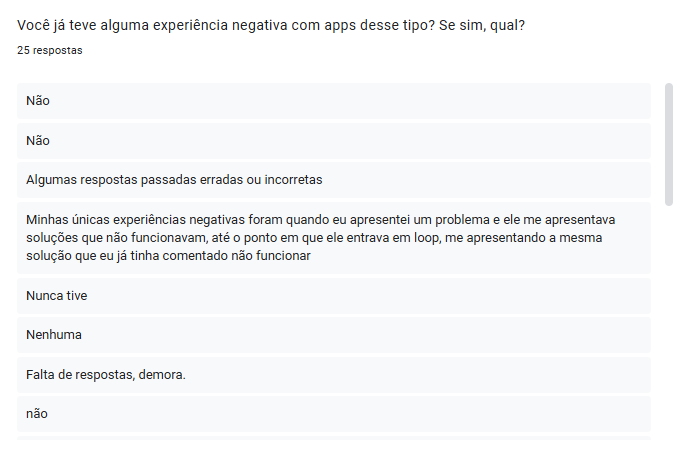 Você já teve alguma experiência negativa com apps desse tipo? Se sim, qual?
25 respostas
Não
Não
Algumas respostas passadas erradas ou incorretas
Minhas únicas experiências negativas foram quando eu apresentei um problema e ele me apresentava
soluções que não funcionavam, até o ponto em que ele entrava em loop, me apresentando a mesma
solução que eu já tinha comentado não funcionar
Nunca tive
Nenhuma
Falta de respostas, demora.
não